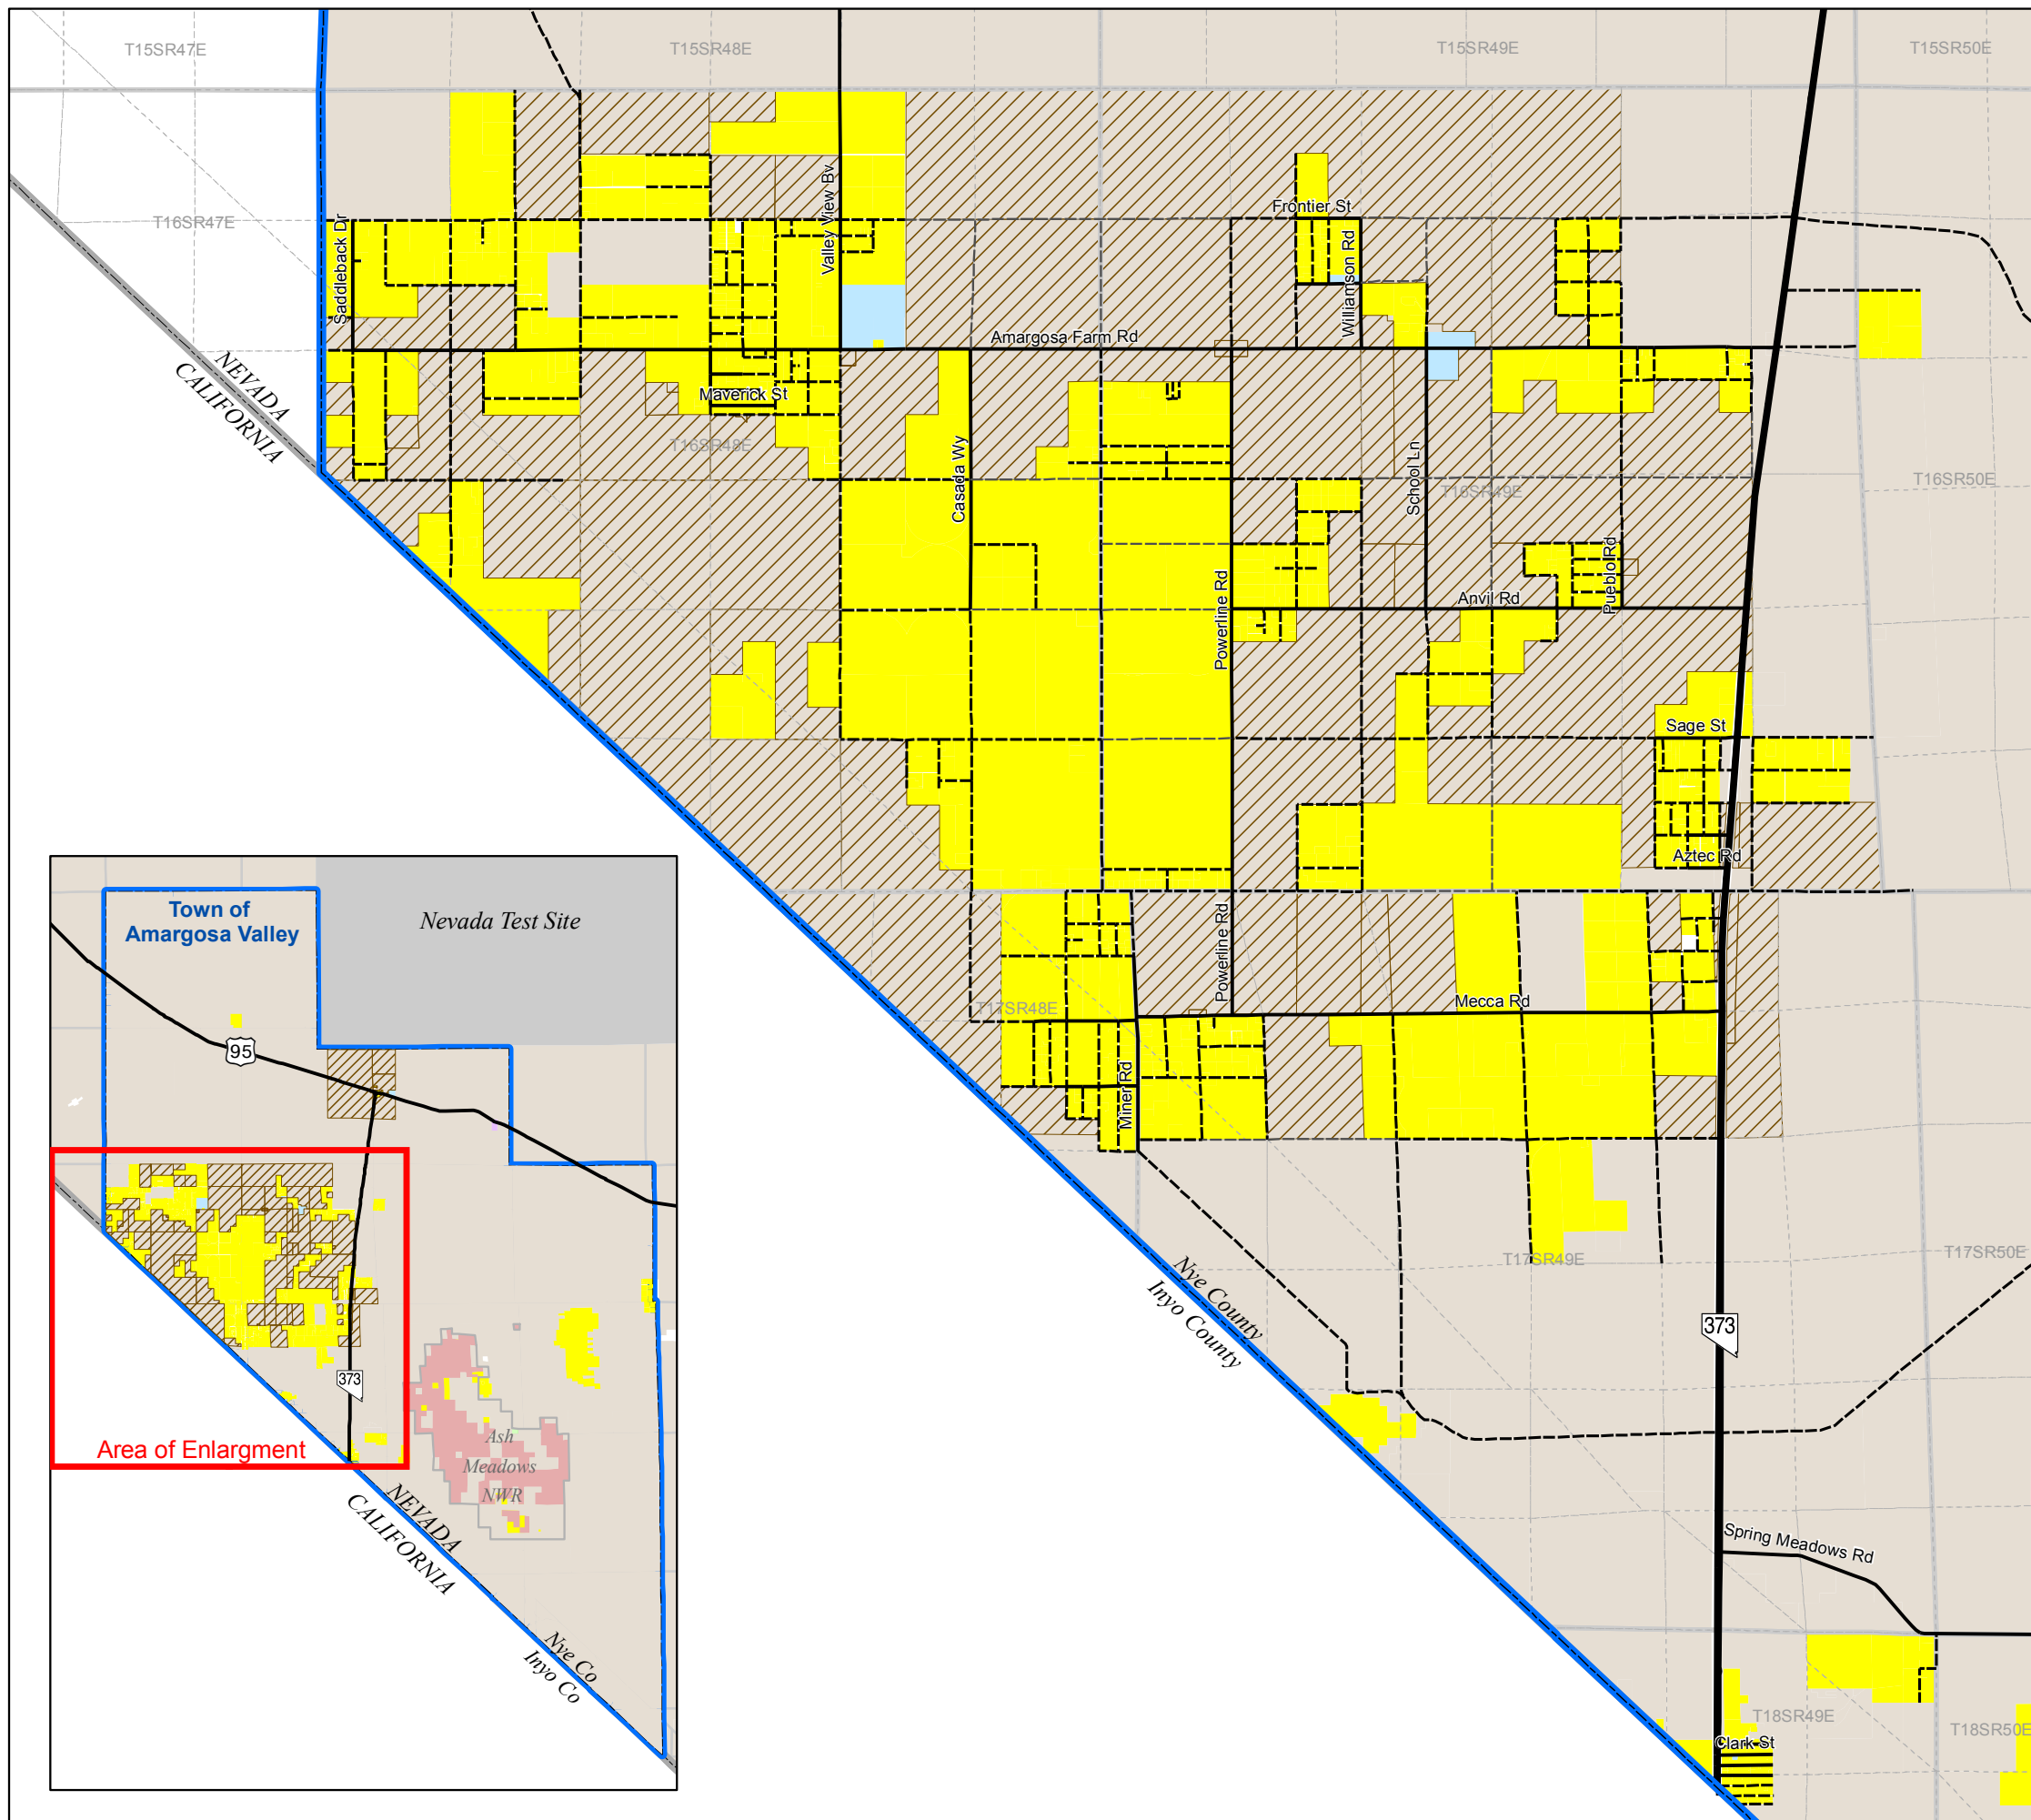 T15SR47E
T15SR48E
T15SR49E
T15SR50E
T16SR47E
Saddleback Dr
Valley View Bv
Frontier St
Williamson Rd
Amargosa Farm Rd
NEVADA
CALIFORNIA
Maverick St
T16SR48E
Casada Wy
School Ln
T16SR49E
T16SR50E
Powerline Rd
Anvil Rd
Pueblo Rd
Sage St
Aztec Rd
Powerline Rd
T17SR48E
Mecca Rd
Miner Rd
Nye County
Inyo County
T17SR49E
T17SR50E
373
Spring Meadows Rd
T18SR49E
T18SR50E
Clark St
Town of
Amargosa Valley
Nevada Test Site
95
373
Area of Enlargment
Ash
Meadows
NWR
NEVADA
CALIFORNIA
Nye Co
Inyo Co